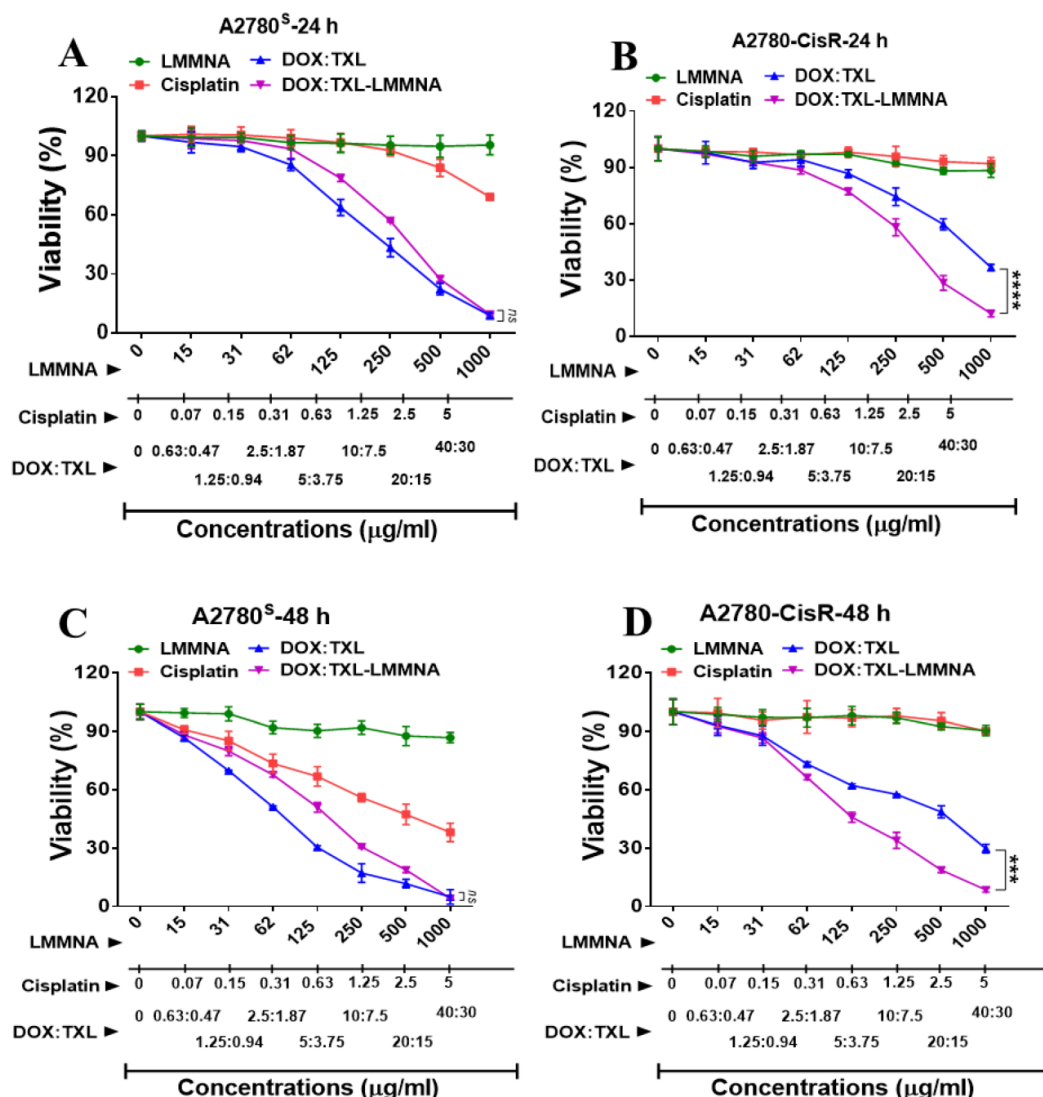 A
A2780ˢ-24 h
LMMNA DOX:TXL
Cisplatin DOX:TXL-LMMNA
Viability (%)
120
90
60
30
0
ns
0 15 31 62 125 250 500 1000
LMMNA
Cisplatin 0 0.07 0.15 0.31 0.63 1.25 2.5 5
0 0.63:0.47 2.5:1.87 10:7.5 40:30
DOX:TXL
1.25:0.94 5:3.75 20:15
Concentrations (μg/ml)
B
A2780-CisR-24 h
LMMNA DOX:TXL
Cisplatin DOX:TXL-LMMNA
Viability (%)
120
90
60
30
0
****
0 15 31 62 125 250 500 1000
LMMNA
Cisplatin 0 0.07 0.15 0.31 0.63 1.25 2.5 5
0 0.63:0.47 2.5:1.87 10:7.5 40:30
DOX:TXL
1.25:0.94 5:3.75 20:15
Concentrations (μg/ml)
C
A2780ˢ-48 h
LMMNA DOX:TXL
Cisplatin DOX:TXL-LMMNA
Viability (%)
120
90
60
30
0
ns
0 15 31 62 125 250 500 1000
LMMNA
Cisplatin 0 0.07 0.15 0.31 0.63 1.25 2.5 5
0 0.63:0.47 2.5:1.87 10:7.5 40:30
DOX:TXL
1.25:0.94 5:3.75 20:15
Concentrations (μg/ml)
D
A2780-CisR-48 h
LMMNA DOX:TXL
Cisplatin DOX:TXL-LMMNA
Viability (%)
120
90
60
30
0
***
0 15 31 62 125 250 500 1000
LMMNA
Cisplatin 0 0.07 0.15 0.31 0.63 1.25 2.5 5
0 0.63:0.47 2.5:1.87 10:7.5 40:30
DOX:TXL
1.25:0.94 5:3.75 20:15
Concentrations (μg/ml)